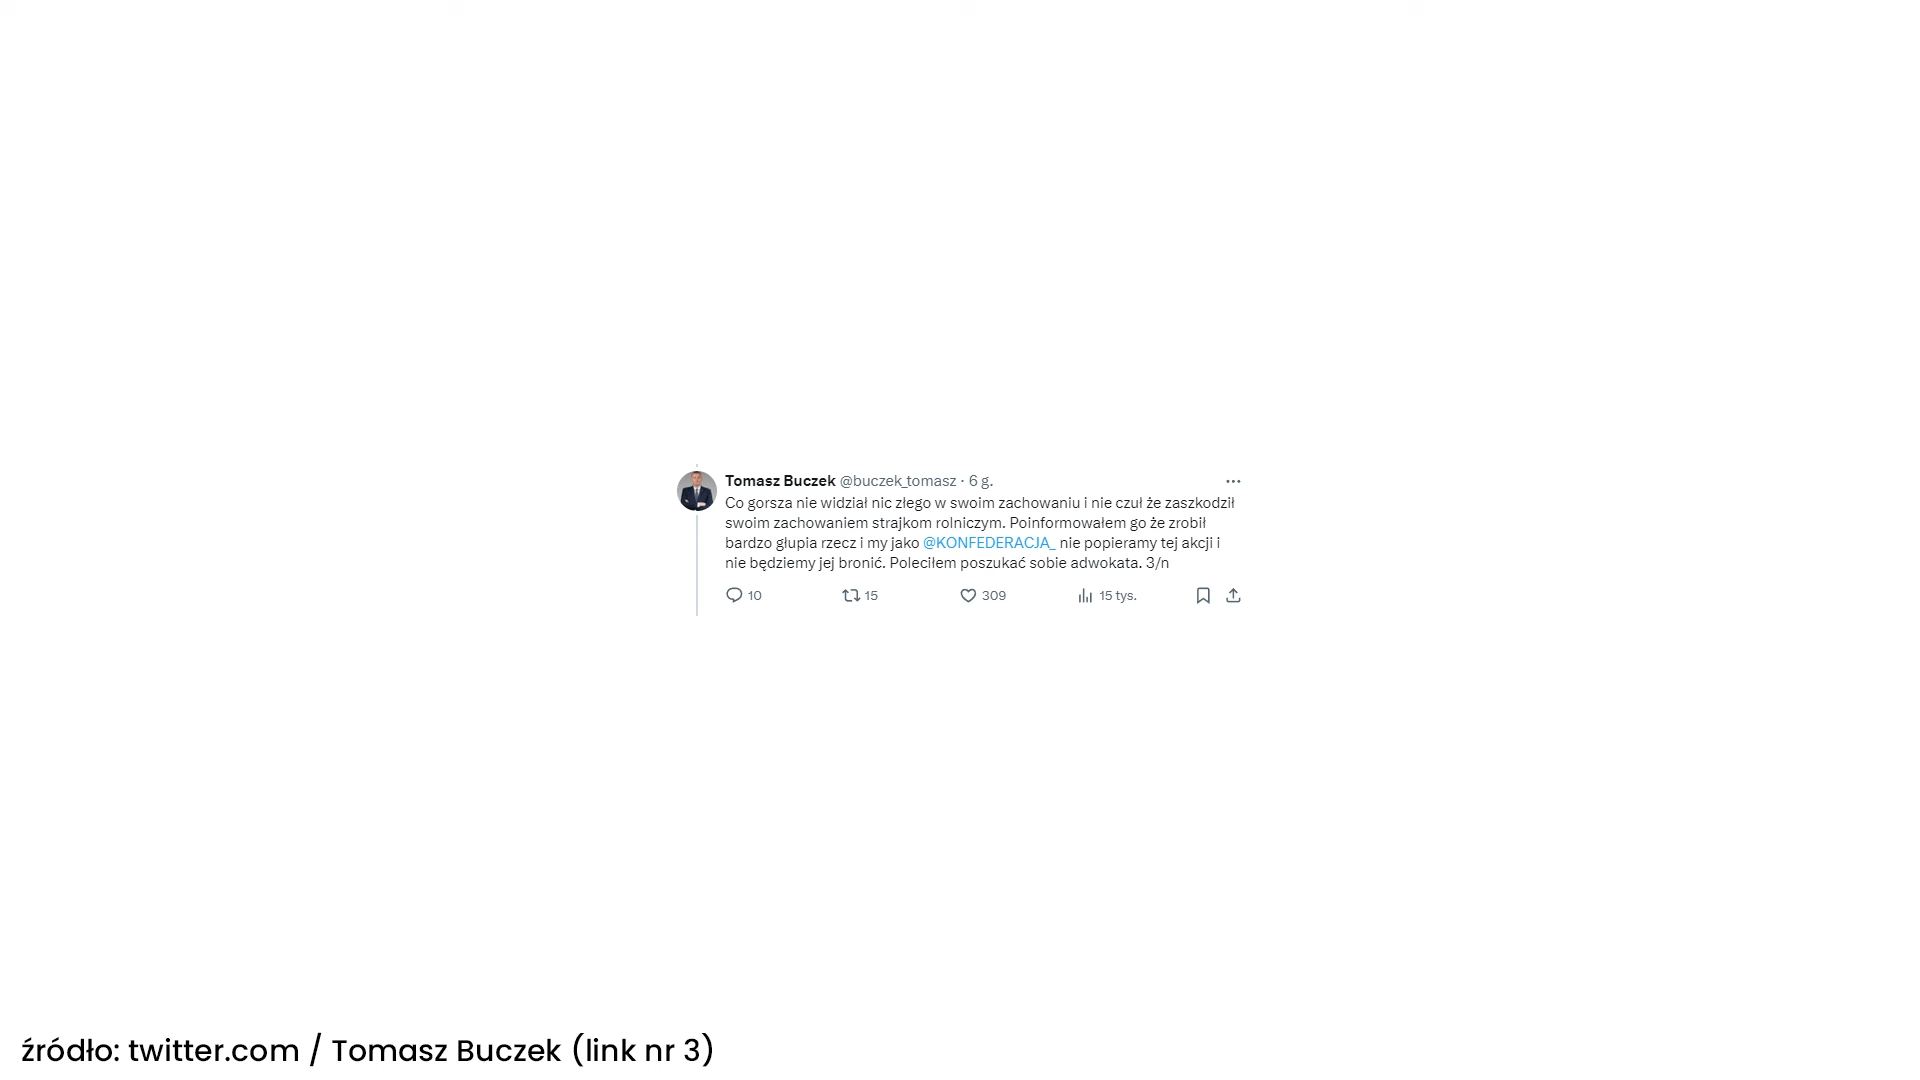 Tomasz Buczek @buczek_tomasz · 6 g.
Co gorsza nie widział nic złego w swoim zachowaniu i nie czuł że zaszkodził
swoim zachowaniem strajkom rolniczym. Poinformowałem go że zrobił
bardzo głupia rzecz i my jako @KONFEDERACJA_ nie popieramy tej akcji i
nie będziemy jej bronić. Poleciłem poszukać sobie adwokata. 3/n
10 15 309 15 tys.
źródło: twitter.com / Tomasz Buczek (link nr 3)